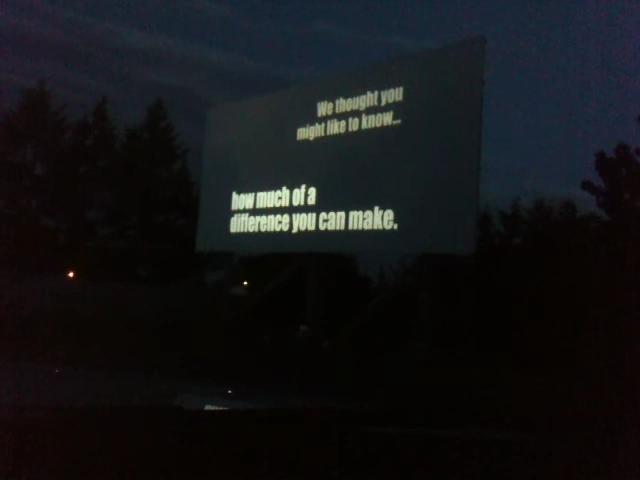 We thought you
might like to know...
how much of a
difference you can make.